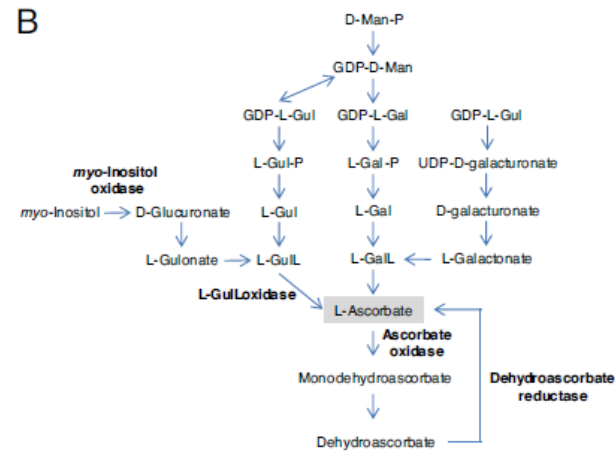 B
D-Man-P
GDP-D-Man
GDP-L-Gul GDP-L-Gal GDP-L-Gul
L-Gul-P L-Gal-P UDP-D-galacturonate
myo-Inositol
oxidase
myo-Inositol D-Glucuronate L-Gul L-Gal D-galacturonate
L-Gulonate L-GulL L-GalL L-Galactonate
L-GulLoxidase
L-Ascorbate
Ascorbate
oxidase
Monodehydroascorbate
Dehydroascorbate
reductase
Dehydroascorbate